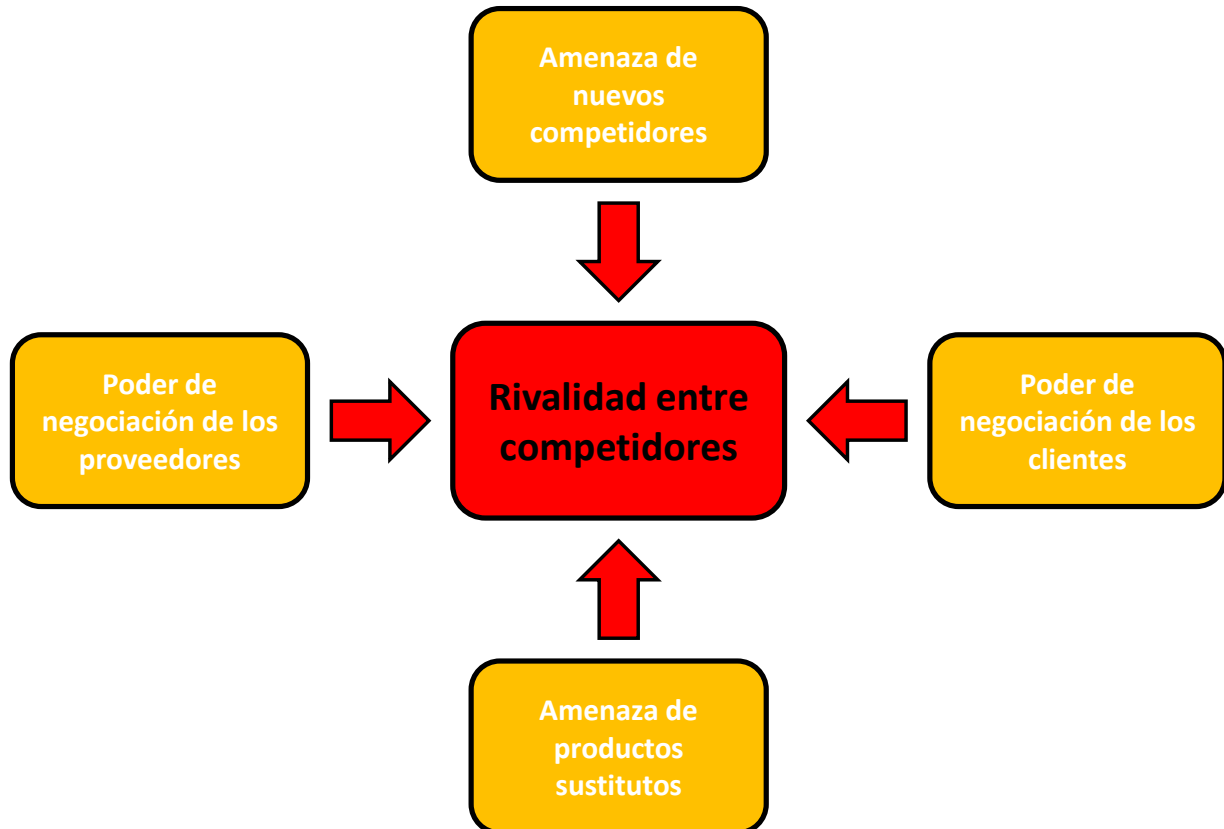 Amenaza de
nuevos
competidores
Poder de
negociación de los
proveedores
Rivalidad entre
competidores
Poder de
negociación de los
clientes
Amenaza de
productos
sustitutos